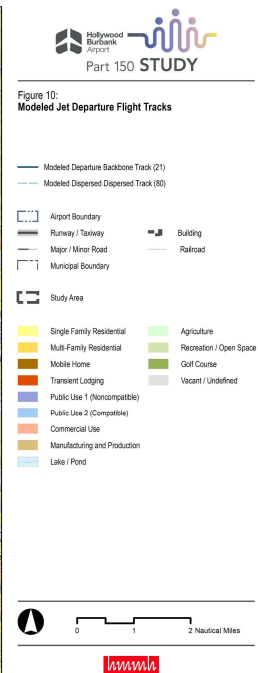 Hollywood
Burbank
Airport
Part 150 STUDY
Figure 10:
Modeled Jet Departure Flight Tracks
Modeled Departure Backbone Track (21)
Modeled Dispersed Dispersed Track (80)
Airport Boundary
Runway / Taxiway
Building
Major / Minor Road
Railroad
Municipal Boundary
Study Area
Single Family Residential
Agriculture
Multi-Family Residential
Recreation / Open Space
Mobile Home
Golf Course
Transient Lodging
Vacant / Undefined
Public Use 1 (Noncompatible)
Public Use 2 (Compatible)
Commercial Use
Manufacturing and Production
Lake / Pond
0 1 2 Nautical Miles
hmmh